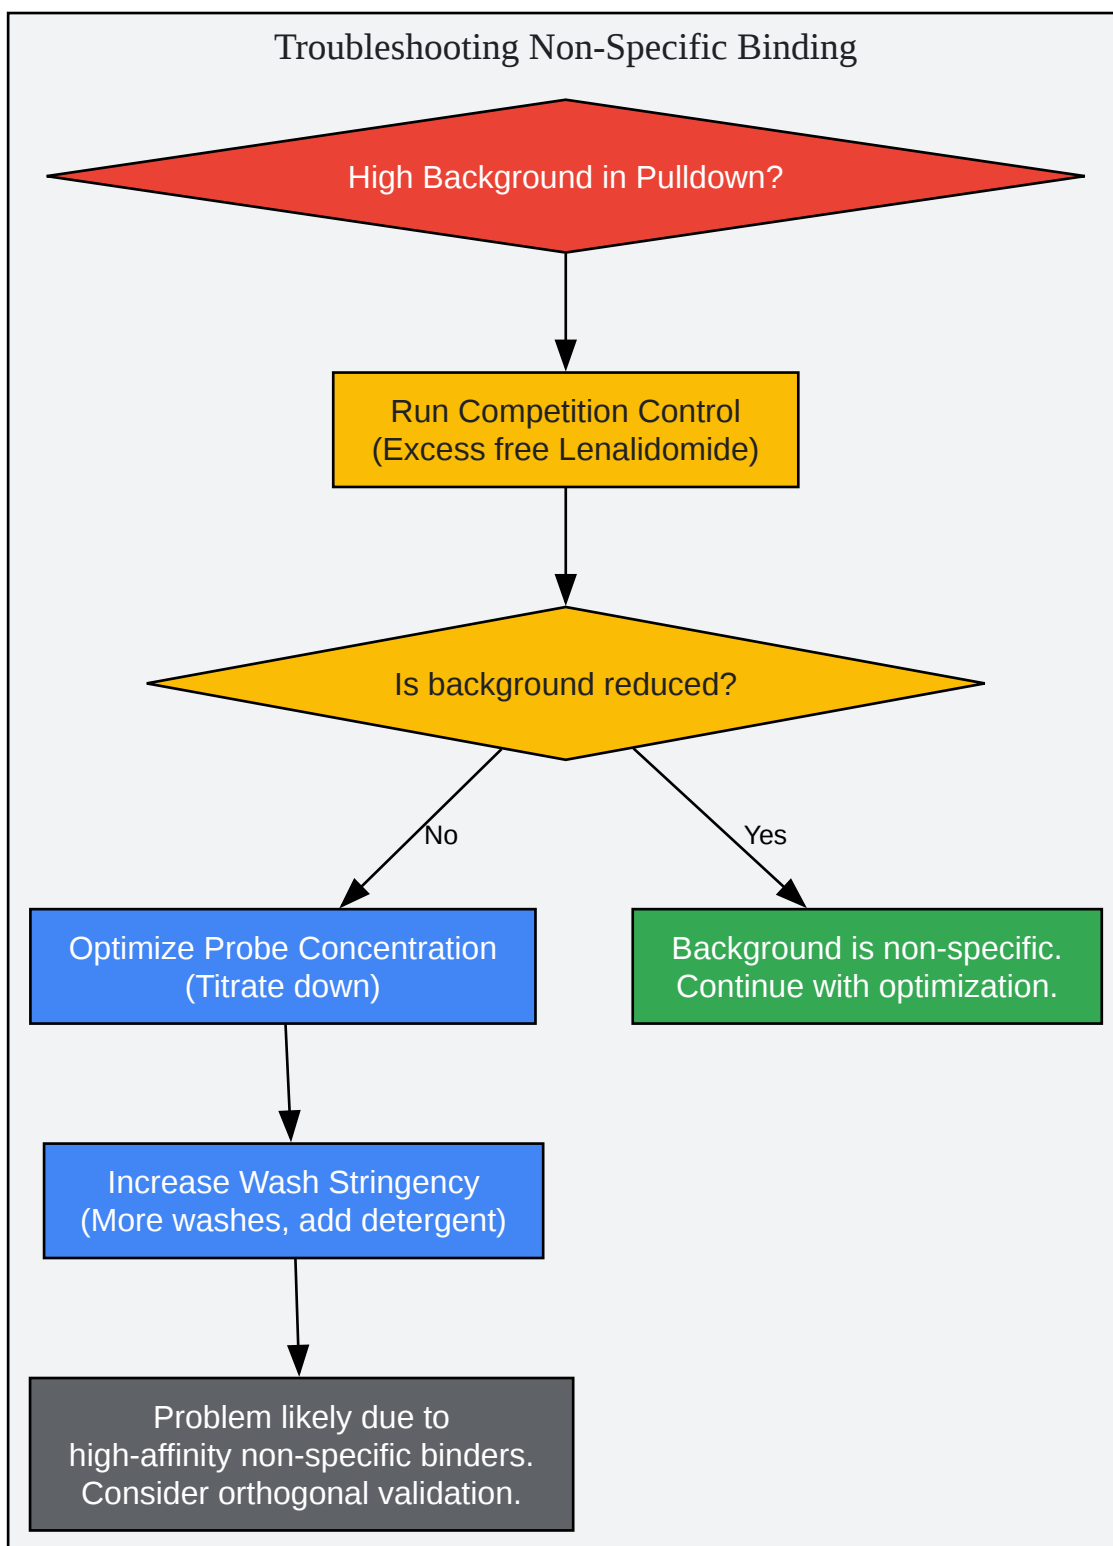 Troubleshooting Non-Specific Binding
High Background in Pulldown?
Run Competition Control
(Excess free Lenalidomide)
Is background reduced?
No
Yes
Optimize Probe Concentration
(Titrate down)
Background is non-specific.
Continue with optimization.
Increase Wash Stringency
(More washes, add detergent)
Problem likely due to
high-affinity non-specific binders.
Consider orthogonal validation.